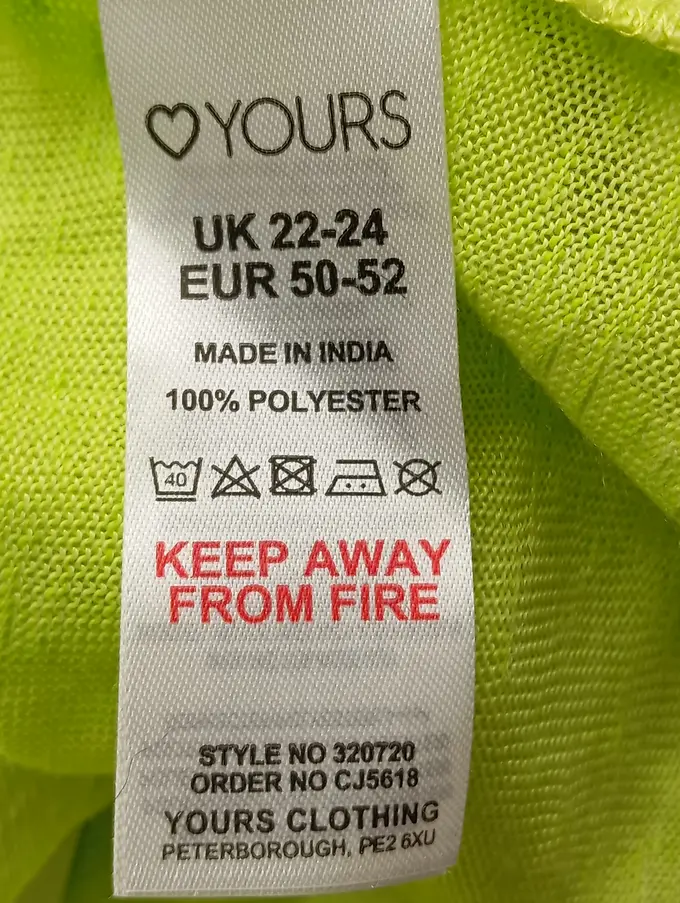 YOURS
UK 22-24
EUR 50-52
MADE IN INDIA
100% POLYESTER
40
KEEP AWAY
FROM FIRE
STYLE NO 320720
ORDER NO CJ5618
YOURS CLOTHING
PETERBOROUGH, PE2 6XU